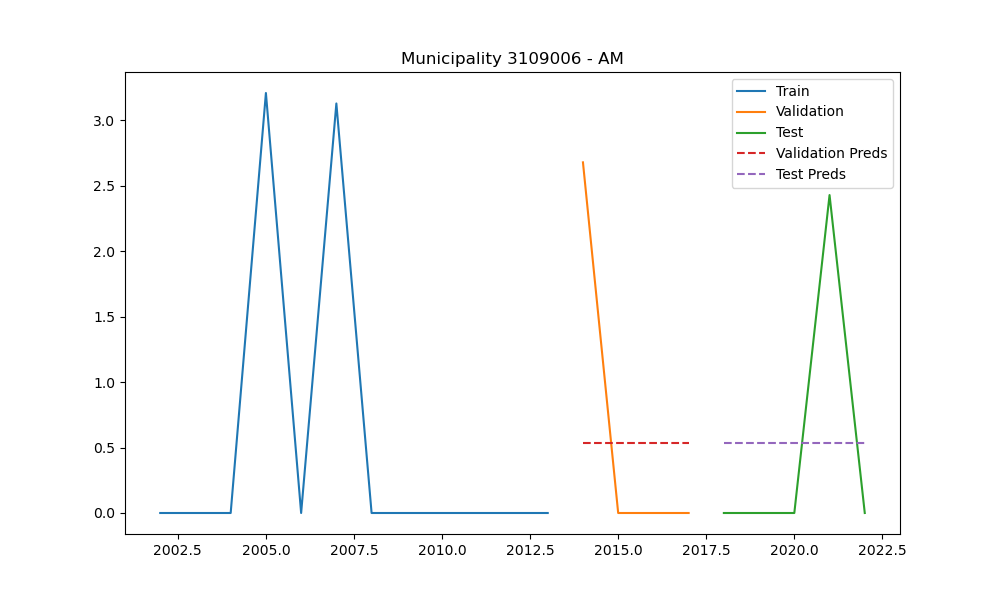 Municipality 3109006 - AM
Train
Validation
Test
Validation Preds
Test Preds
3.0
2.5
2.0
1.5
1.0
0.5
0.0
2002.5 2005.0 2007.5 2010.0 2012.5 2015.0 2017.5 2020.0 2022.5